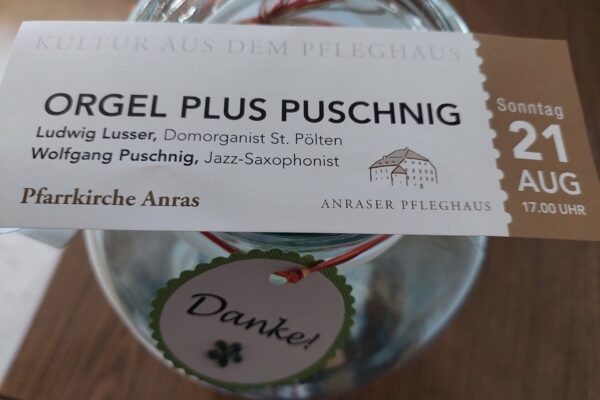 KULTUR AUS DEM PFLEGHAUS
ORGEL PLUS PUSCHNIG
Ludwig Lusser, Domorganist St. Pölten
Wolfgang Puschnig, Jazz-Saxophonist
Pfarrkirche Anras
ANRASER PFLEGHAUS
Sonntag
21
AUG
17.00 UHR
Danke!